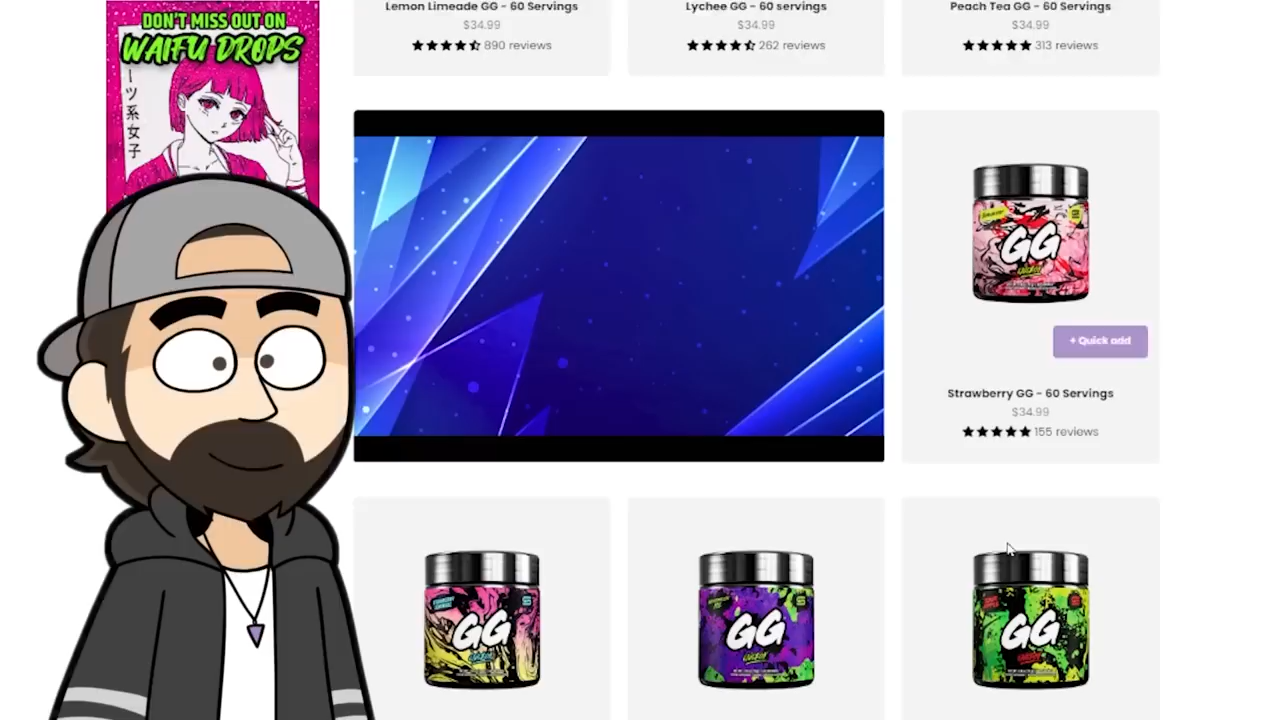 DON'T MISS OUT ON
WAIFU DROPS
ーツ系女子
Lemon Limeade GG - 60 Servings
$34.99
890 reviews
Lychee GG - 60 servings
$34.99
262 reviews
Peach Tea GG - 60 Servings
$34.99
313 reviews
GG
+ Quick add
Strawberry GG - 60 Servings
$34.99
155 reviews
GG
GG
GG